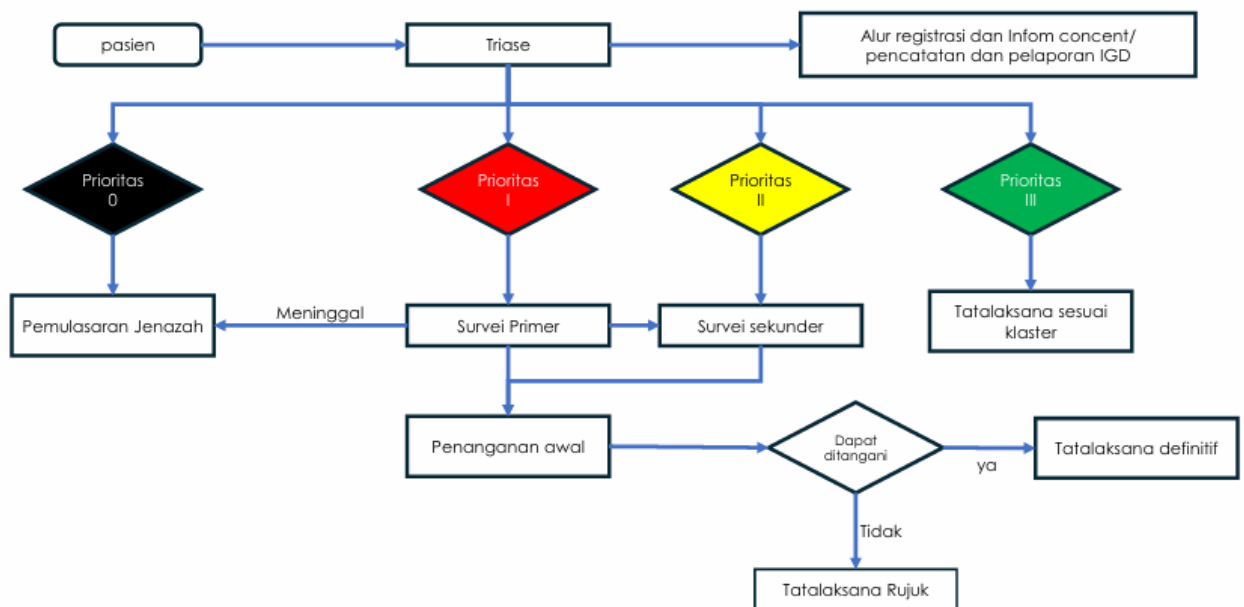 pasien
Triase
Alur registrasi dan Infom concent/
pencatatan dan pelaporan IGD
Prioritas
0
Prioritas
I
Prioritas
II
Prioritas
III
Pemulasaran Jenazah
Meninggal
Survei Primer
Survei sekunder
Tatalaksana sesuai
klaster
Penanganan awal
Dapat
ditangani
ya
Tatalaksana definitif
Tidak
Tatalaksana Rujuk